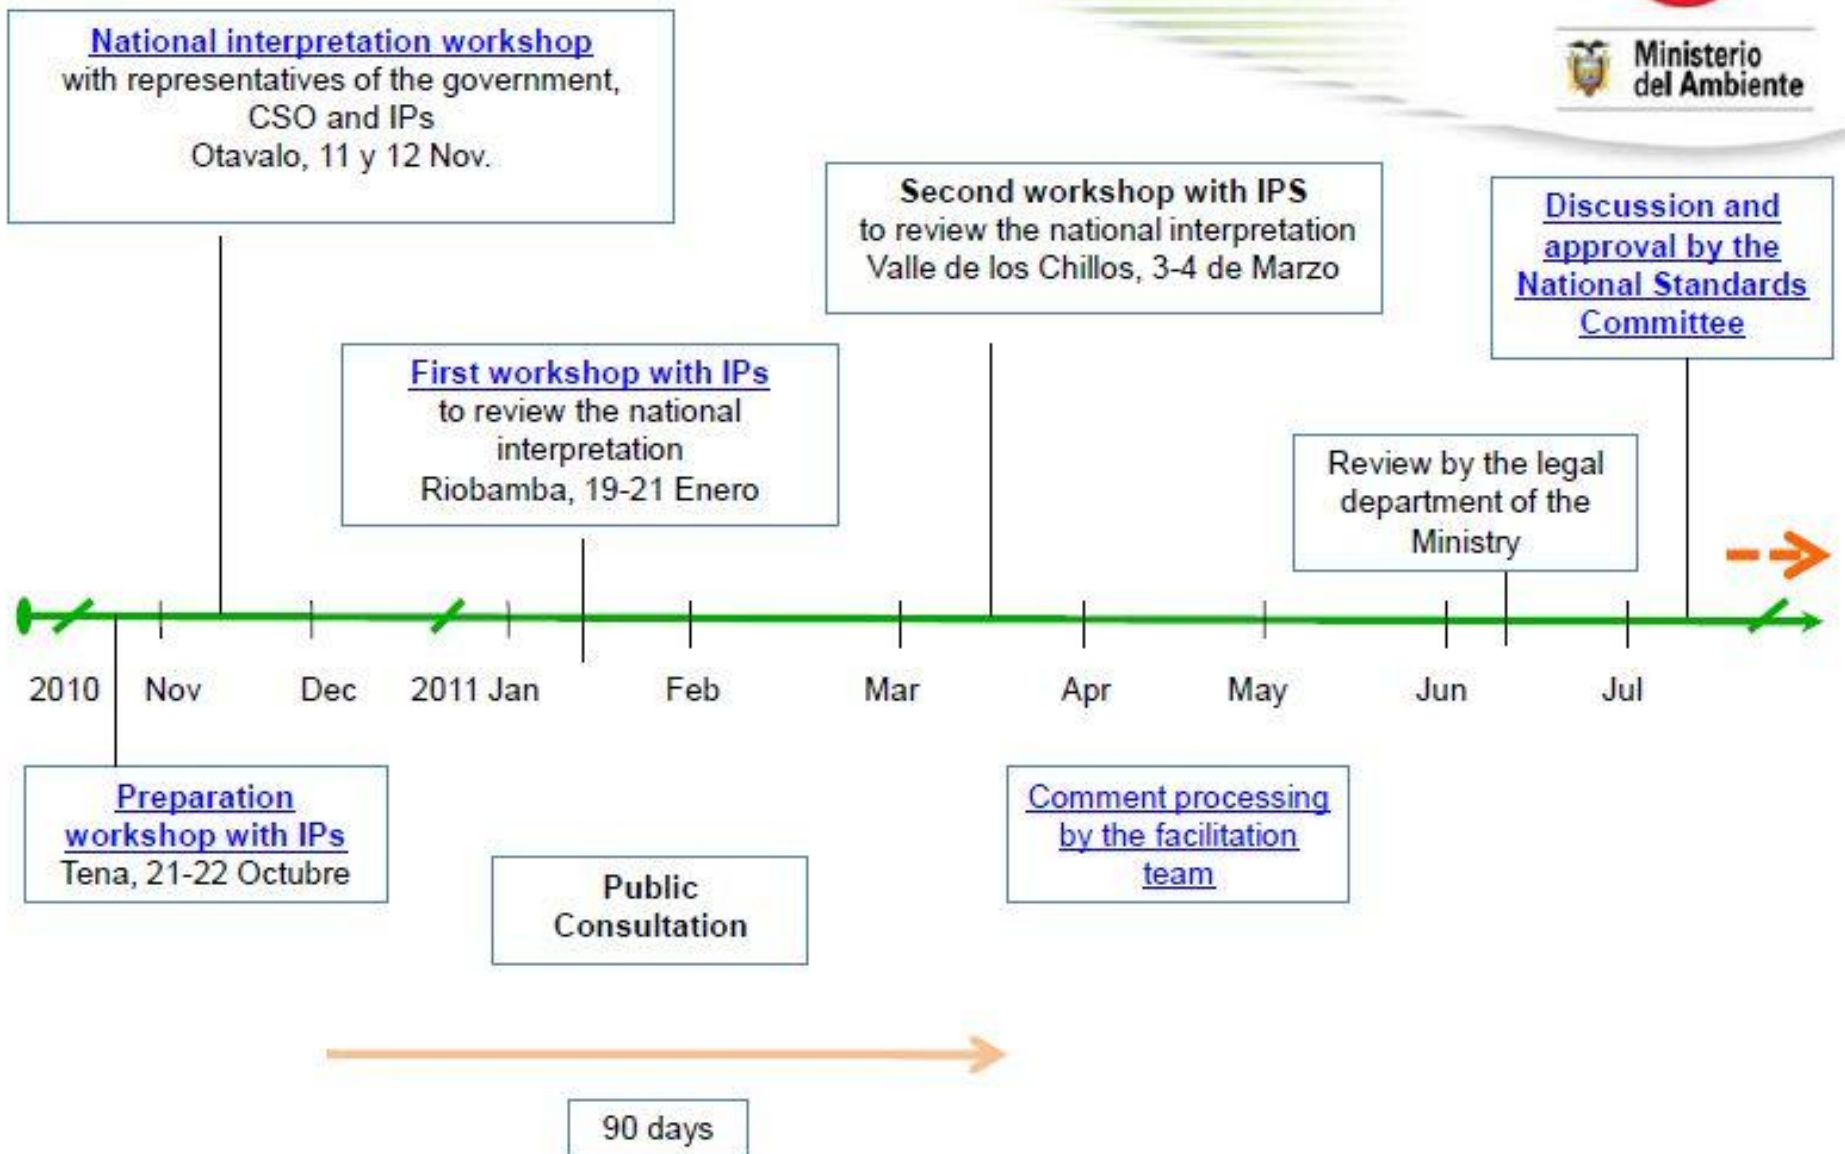 National interpretation workshop
with representatives of the government,
CSO and IPs
Otavalo, 11 y 12 Nov.
Ministerio
del Ambiente
Second workshop with IPS
to review the national interpretation
Valle de los Chillos, 3-4 de Marzo
Discussion and
approval by the
National Standards
Committee
First workshop with IPs
to review the national
interpretation
Riobamba, 19-21 Enero
Review by the legal
department of the
Ministry
2010 Nov Dec 2011 Jan Feb Mar Apr May Jun Jul
Preparation
workshop with IPs
Tena, 21-22 Octubre
Public
Consultation
Comment processing
by the facilitation
team
90 days